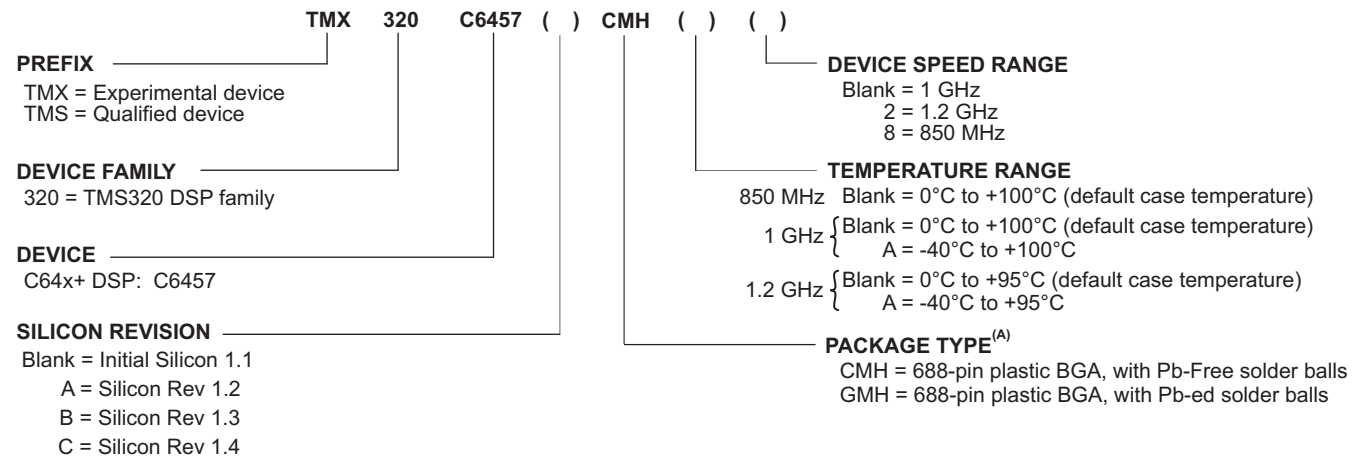 TMX 320 C6457 ( ) CMH ( ) ( )
PREFIX
TMX = Experimental device
TMS = Qualified device
DEVICE FAMILY
320 = TMS320 DSP family
DEVICE
C64x+ DSP: C6457
SILICON REVISION
Blank = Initial Silicon 1.1
A = Silicon Rev 1.2
B = Silicon Rev 1.3
C = Silicon Rev 1.4
DEVICE SPEED RANGE
Blank = 1 GHz
2 = 1.2 GHz
8 = 850 MHz
TEMPERATURE RANGE
850 MHz Blank = 0°C to +100°C (default case temperature)
1 GHz { Blank = 0°C to +100°C (default case temperature)
A = -40°C to +100°C
1.2 GHz { Blank = 0°C to +95°C (default case temperature)
A = -40°C to +95°C
PACKAGE TYPE(A)
CMH = 688-pin plastic BGA, with Pb-Free solder balls
GMH = 688-pin plastic BGA, with Pb-ed solder balls